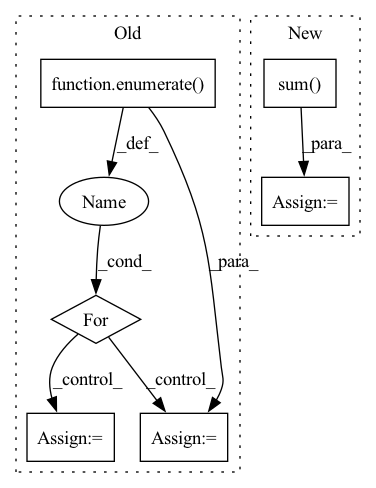 Old
New
function.enumerate()
sum()
_def_
_para_
Name
Assign:=
_cond_
_para_
For
_control_
_control_
Assign:=
Assign:=